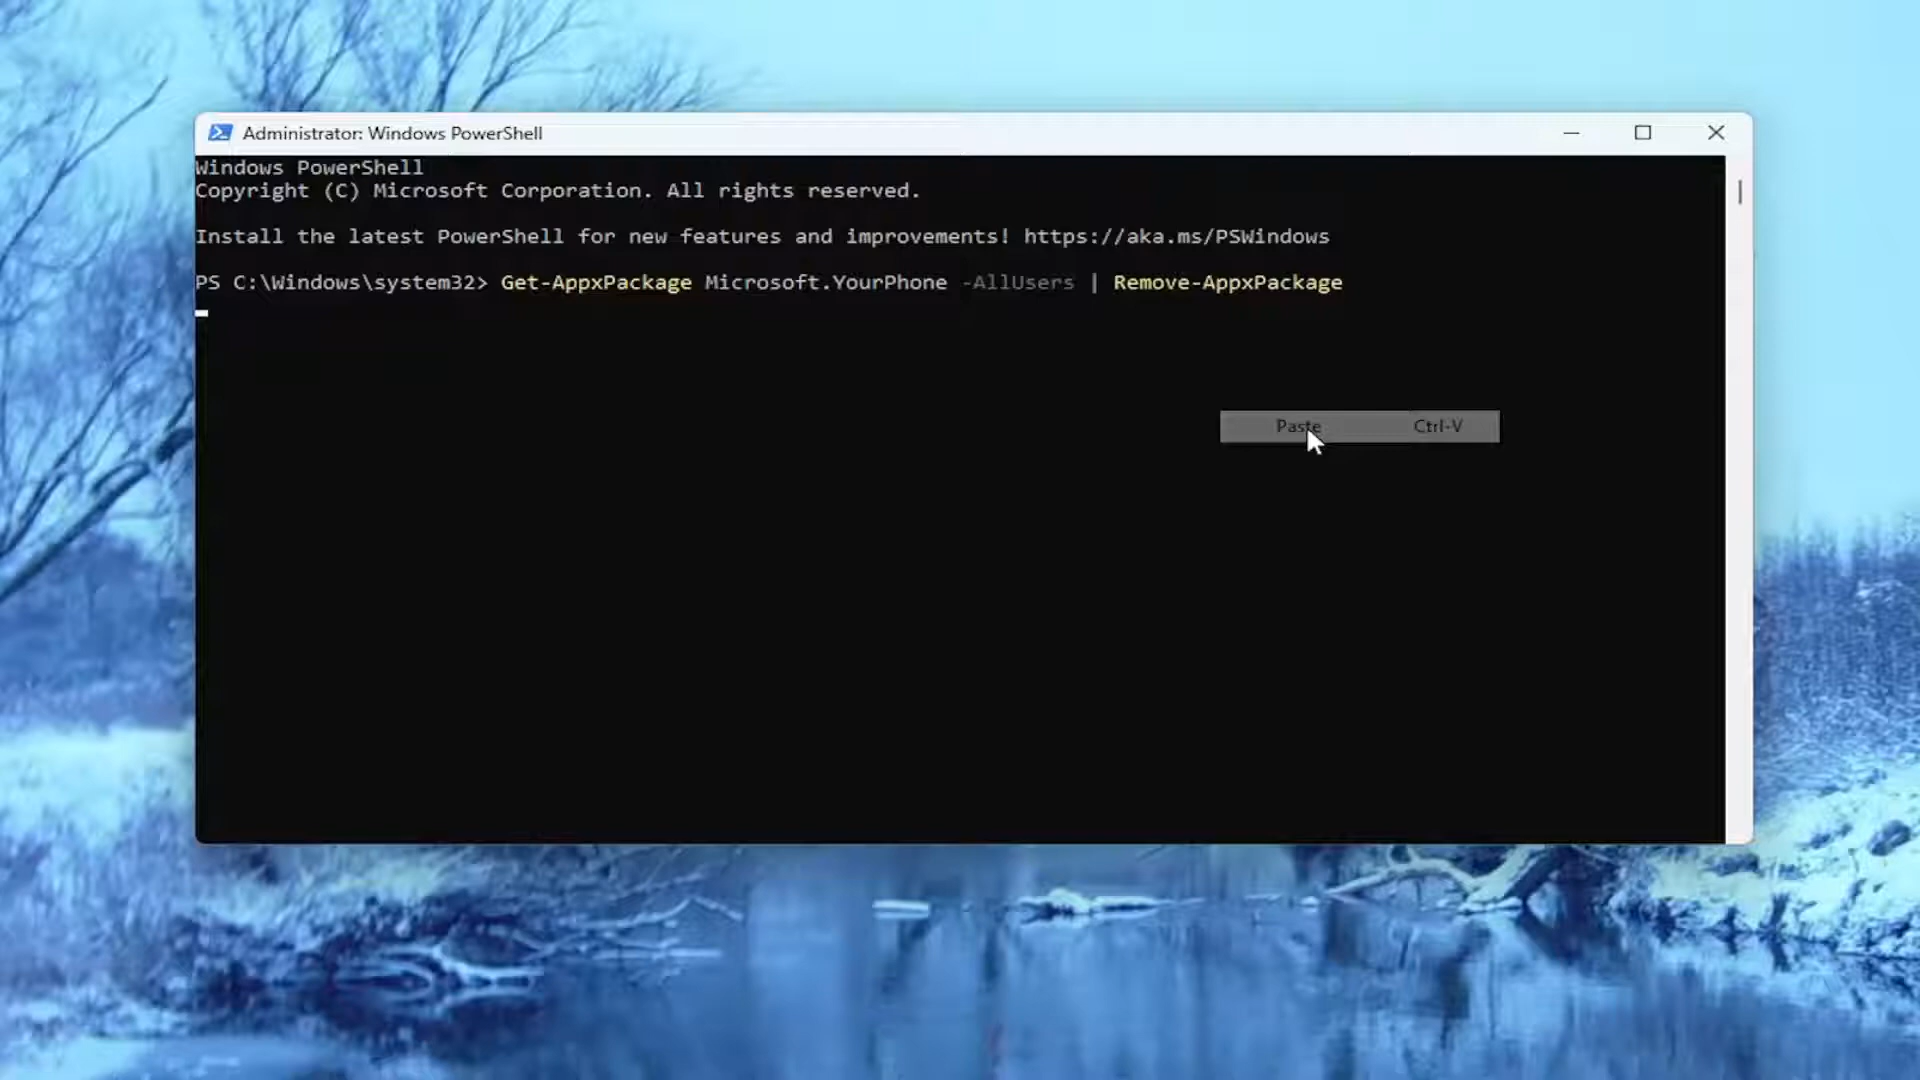 Administrator: Windows PowerShell
Windows PowerShell
Copyright (C) Microsoft Corporation. All rights reserved.
Install the latest PowerShell for new features and improvements! https://aka.ms/PSWindows
PS C:\Windows\system32> Get-AppxPackage Microsoft.YourPhone -AllUsers | Remove-AppxPackage
Paste Ctrl-V